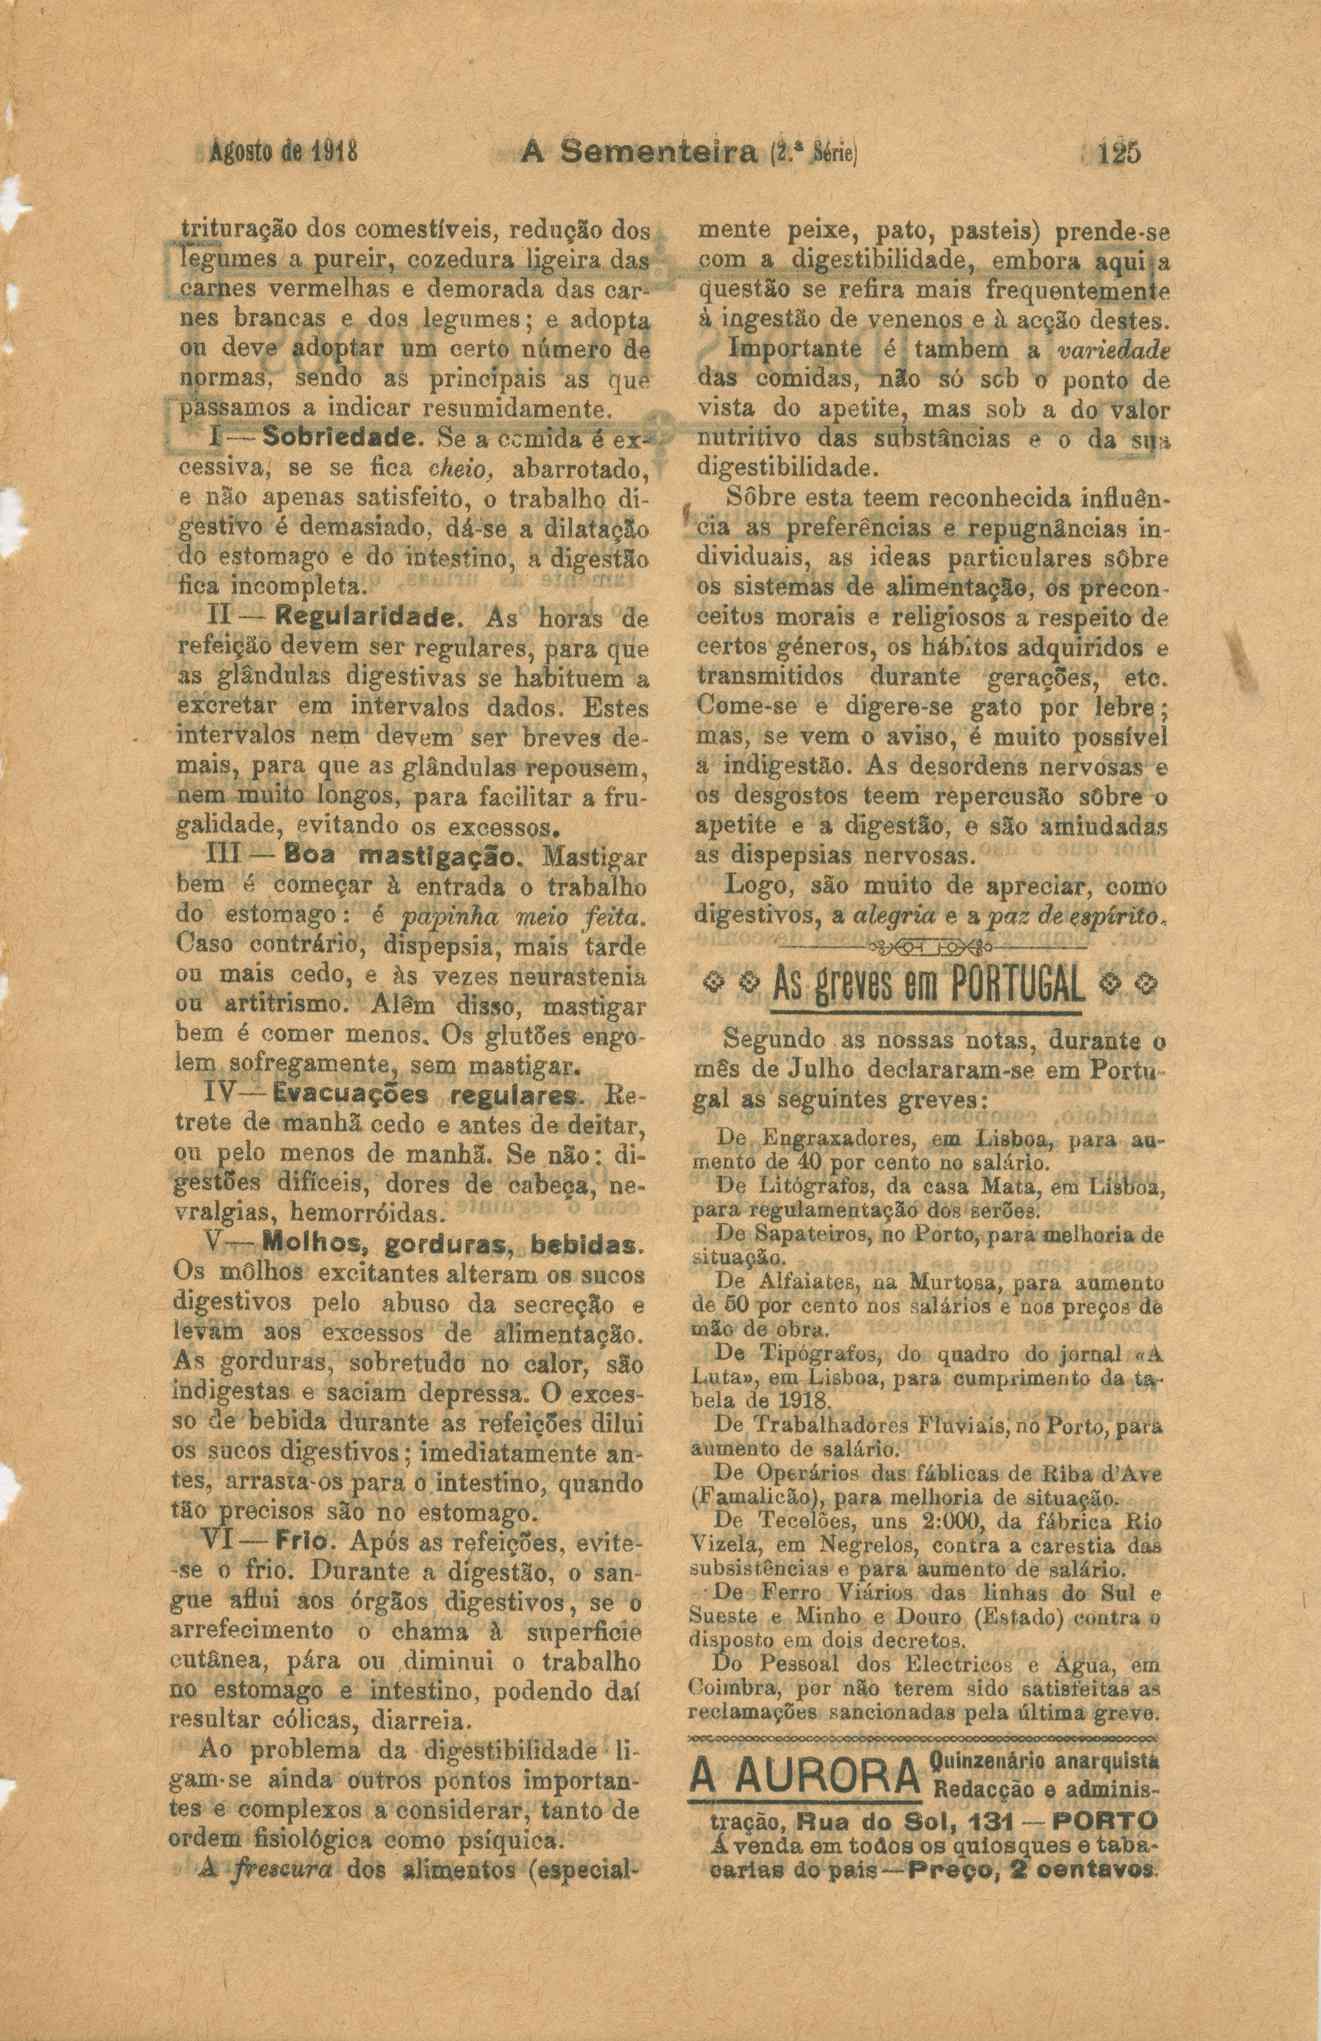 Agosto de 1918 A Sementeira (2.ª Série) 125
trituração dos comestíveis, redução dos
legumes a pureir, cozedura ligeira das
carnes vermelhas e demorada das car-
nes brancas e dos legumes; e adopta
ou deve adoptar um certo número de
normas, sendo as principais as que
passamos a indicar resumidamente.
I — Sobriedade. Se a comida é ex-
cessiva, se se fica cheio, abarrotado,
e não apenas satisfeito, o trabalho di-
gestivo é demasiado, dá-se a dilatação
do estomago e do intestino, a digestão
fica incompleta.
II — Regularidade. As horas de
refeição devem ser regulares, para que
as glândulas digestivas se habituem a
excretar em intervalos dados. Estes
intervalos nem devem ser breves de-
mais, para que as glândulas repousem,
nem muito longos, para facilitar a fru-
galidade, evitando os excessos.
III — Boa mastigação. Mastigar
bem é começar à entrada o trabalho
do estomago: é papinha meio feita.
Caso contrário, dispepsia, mais tarde
ou mais cedo, e às vezes neurastenia
ou artitrismo. Alêm disso, mastigar
bem é comer menos. Os glutões engo-
lem sofregamente, sem mastigar.
IV — Evacuações regulares. Re-
trete de manhã cedo e antes de deitar,
ou pelo menos de manhã. Se não: di-
gestões difíceis, dores de cabeça, ne-
vralgias, hemorróidas.
V — Molhos, gorduras, bebidas.
Os môlhos excitantes alteram os sucos
digestivos pelo abuso da secreção e
levam aos excessos de alimentação.
As gorduras, sobretudo no calor, são
indigestas e saciam depressa. O exces-
so de bebida durante as refeições dilui
os sucos digestivos; imediatamente an-
tes, arrasta-os para o intestino, quando
tão precisos são no estomago.
VI — Frio. Após as refeições, evite-
-se o frio. Durante a digestão, o san-
gue aflui aos órgãos digestivos, se o
arrefecimento o chama à superficie
cutânea, pára ou diminui o trabalho
no estomago e intestino, podendo daí
resultar cólicas, diarreia.
Ao problema da digestibilidade li-
gam-se ainda outros pontos importan-
tes e complexos a considerar, tanto de
ordem fisiológica como psíquica.
A frescura dos alimentos (especial-
mente peixe, pato, pasteis) prende-se
com a digestibilidade, embora aqui a
questão se refira mais frequentemente
à ingestão de venenos e à acção destes.
Importante é tambem a variedade
das comidas, não só sob o ponto de
vista do apetite, mas sob a do valor
nutritivo das substâncias e o da sua
digestibilidade.
Sôbre esta teem reconhecida influên-
cia as preferências e repugnâncias in-
dividuais, as ideas particulares sôbre
os sistemas de alimentação, os precon-
ceitos morais e religiosos a respeito de
certos géneros, os hábitos adquiridos e
transmitidos durante gerações, etc.
Come-se e digere-se gato por lebre;
mas, se vem o aviso, é muito possível
a indigestão. As desordens nervosas e
os desgostos teem repercusão sôbre o
apetite e a digestão, e são amiudadas
as dispepsias nervosas.
Logo, são muito de apreciar, como
digestivos, a alegria e a paz de espírito.
As greves em PORTUGAL
Segundo as nossas notas, durante o
mês de Julho declararam-se em Portu-
gal as seguintes greves:
De Engraxadores, em Lisboa, para au-
mento de 40 por cento no salário.
De Litógrafos, da casa Mata, em Lisboa,
para regulamentação dos serões.
De Sapateiros, no Porto, para melhoria de
situação.
De Alfaiates, na Murtosa, para aumento
de 50 por cento nos salários e nos preços de
mão de obra.
De Tipógrafos, do quadro do jornal «A
Luta», em Lisboa, para cumprimento da ta-
bela de 1918.
De Trabalhadores Fluviais, no Porto, para
aumento de salário.
De Operários das fáblicas de Riba d'Ave
(Famalicão), para melhoria de situação.
De Tecelões, uns 2:000, da fábrica Rio
Vizela, em Negrelos, contra a carestia das
subsistências e para aumento de salário.
De Ferro Viários das linhas do Sul e
Sueste e Minho e Douro (Estado) contra o
disposto em dois decretos.
Do Pessoal dos Electricos e Água, em
Coimbra, por não terem sido satisfeitas as
reclamações sancionadas pela última greve.
A AURORA Quinzenário anarquista
Redacção e adminis-
tração, Rua do Sol, 131 — PORTO
Á venda em todos os quiosques e taba-
carias do pais — Preço, 2 centavos.